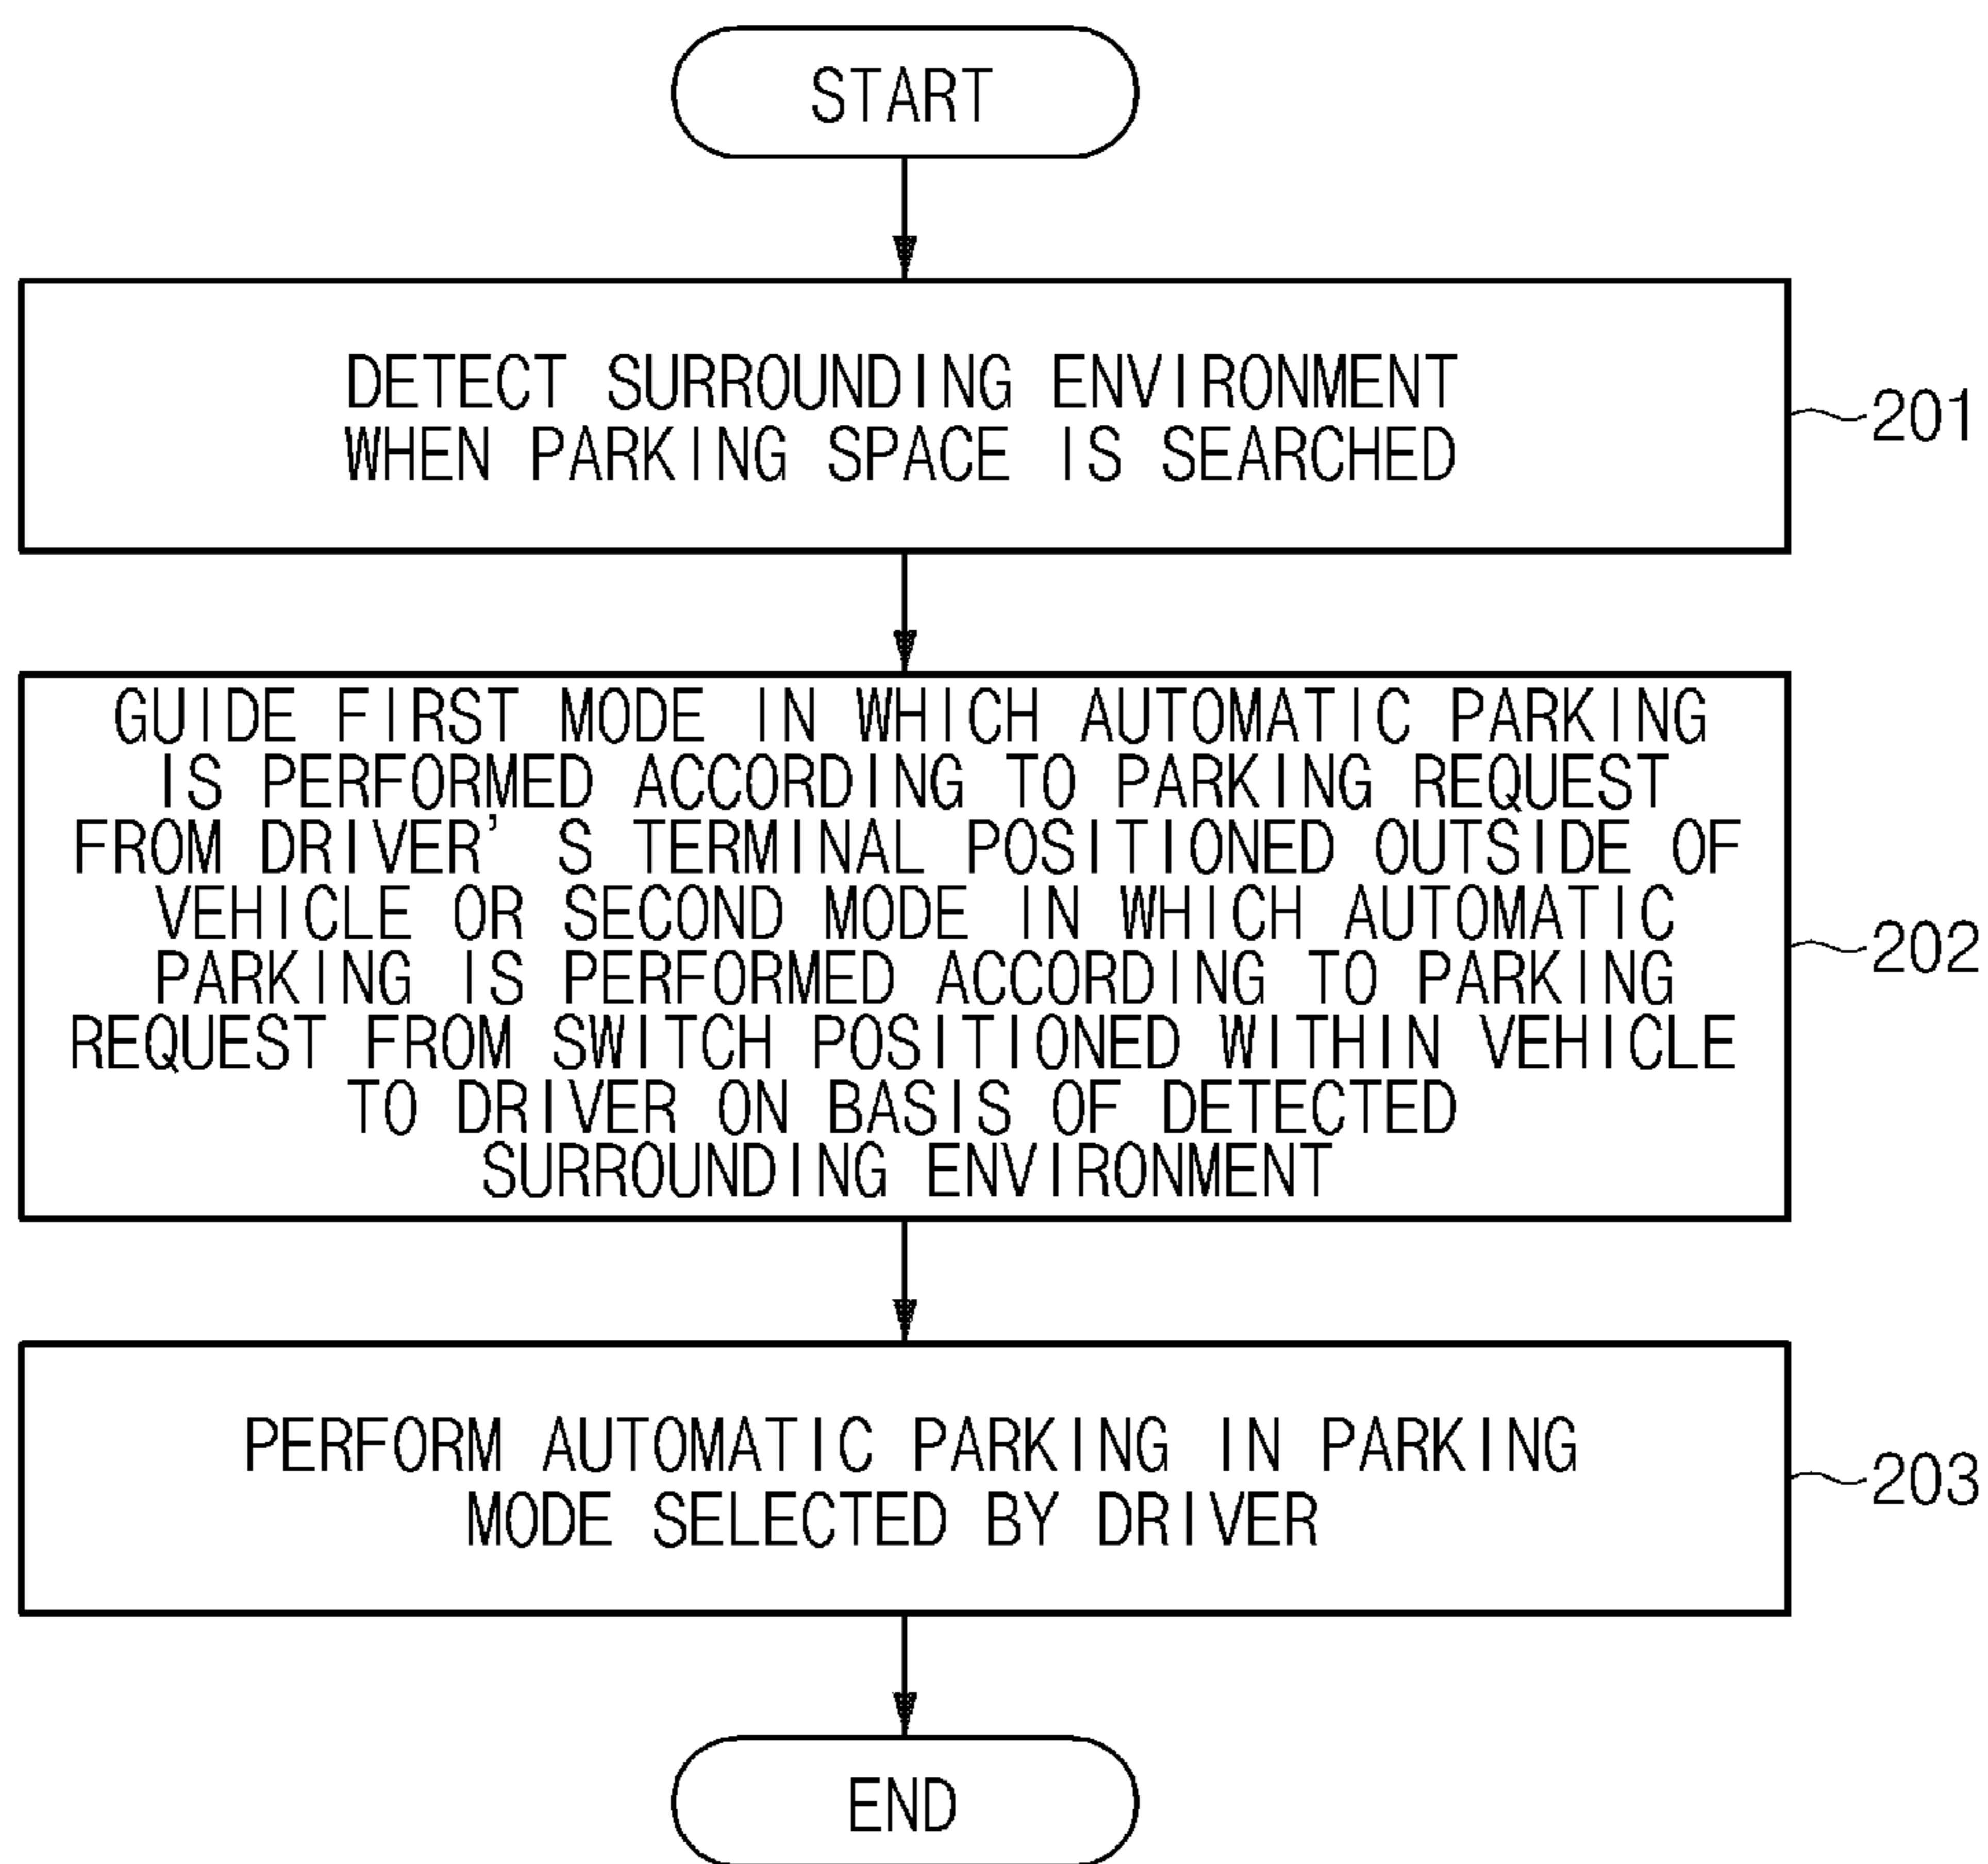 START
DETECT SURROUNDING ENVIRONMENT
WHEN PARKING SPACE IS SEARCHED
201
GUIDE FIRST MODE IN WHICH AUTOMATIC PARKING
IS PERFORMED ACCORDING TO PARKING REQUEST
FROM DRIVER' S TERMINAL POSITIONED OUTSIDE OF
VEHICLE OR SECOND MODE IN WHICH AUTOMATIC
PARKING IS PERFORMED ACCORDING TO PARKING
REQUEST FROM SWITCH POSITIONED WITHIN VEHICLE
TO DRIVER ON BASIS OF DETECTED
SURROUNDING ENVIRONMENT
202
PERFORM AUTOMATIC PARKING IN PARKING
MODE SELECTED BY DRIVER
203
END